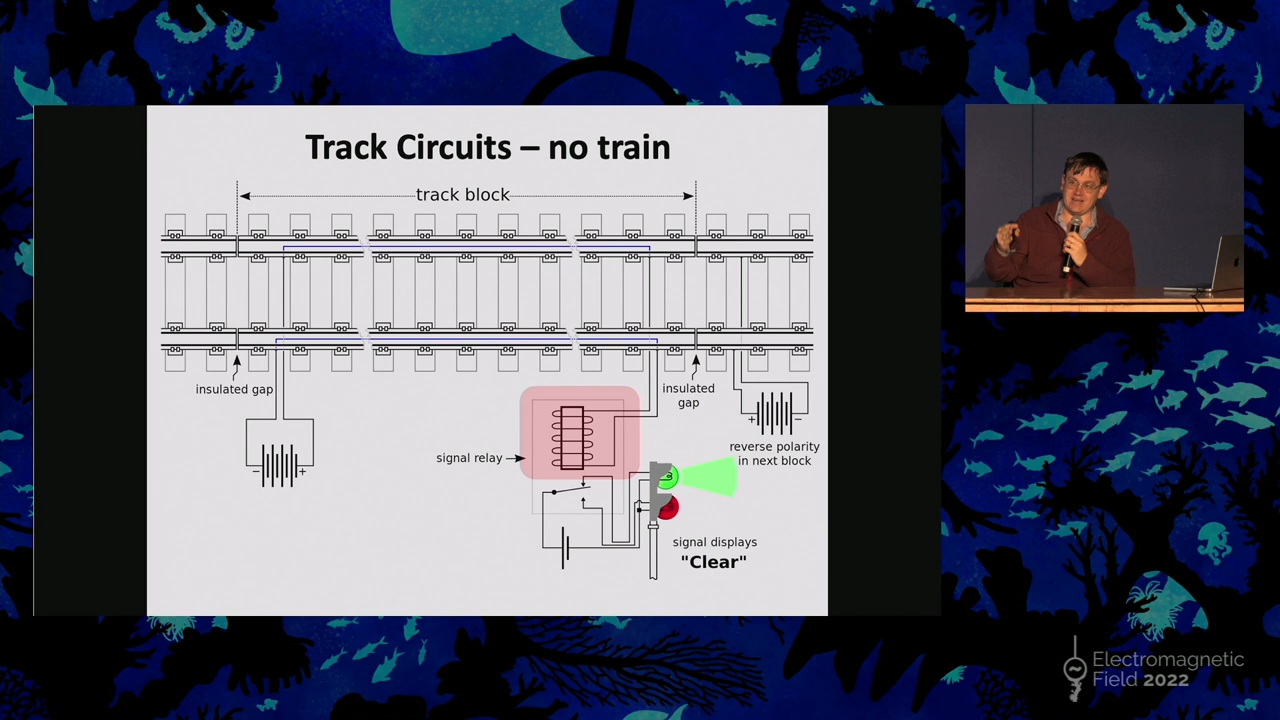 Track Circuits – no train
track block
insulated gap
insulated
gap
signal relay
− +
+ −
reverse polarity
in next block
signal displays
"Clear"
Electromagnetic
Field 2022